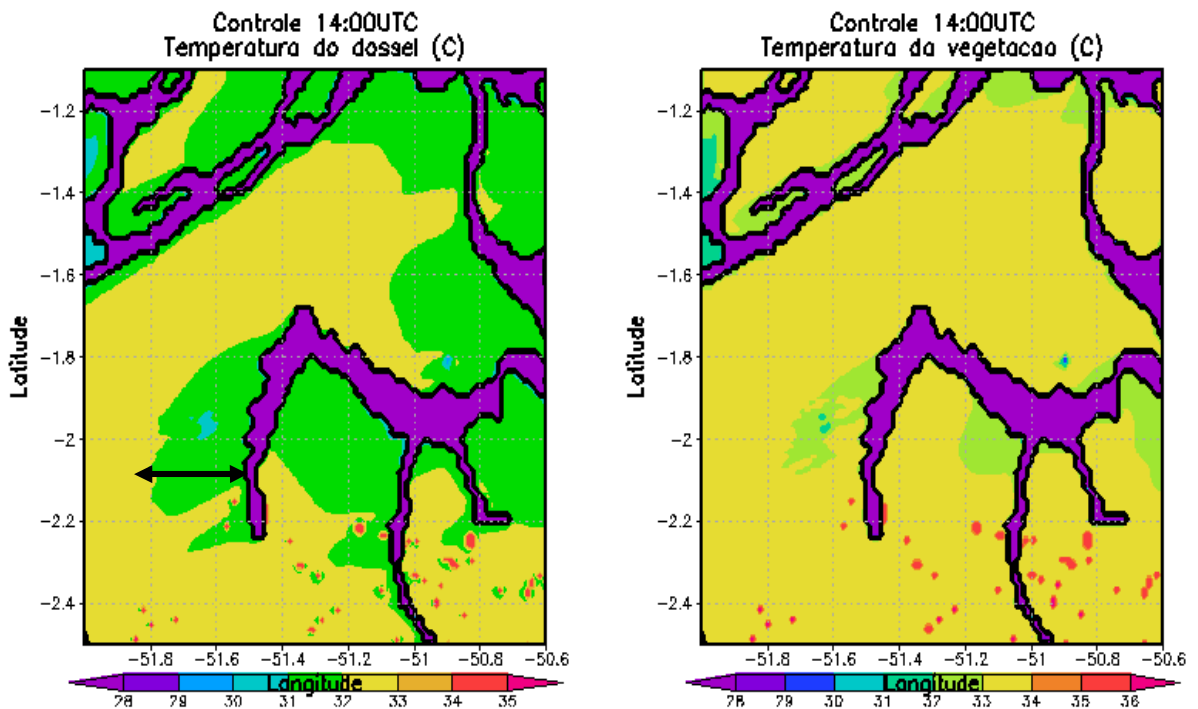 Controle 14:00UTC
Temperatura do dossel (C)
Latitude
-1.2
-1.4
-1.6
-1.8
-2
-2.2
-2.4
-51.8 -51.6 -51.4 -51.2 -51 -50.8 -50.6
Longitude
28 29 30 31 32 33 34 35
Controle 14:00UTC
Temperatura da vegetacao (C)
Latitude
-1.2
-1.4
-1.6
-1.8
-2
-2.2
-2.4
-51.8 -51.6 -51.4 -51.2 -51 -50.8 -50.6
Longitude
28 29 30 31 32 33 34 35 36